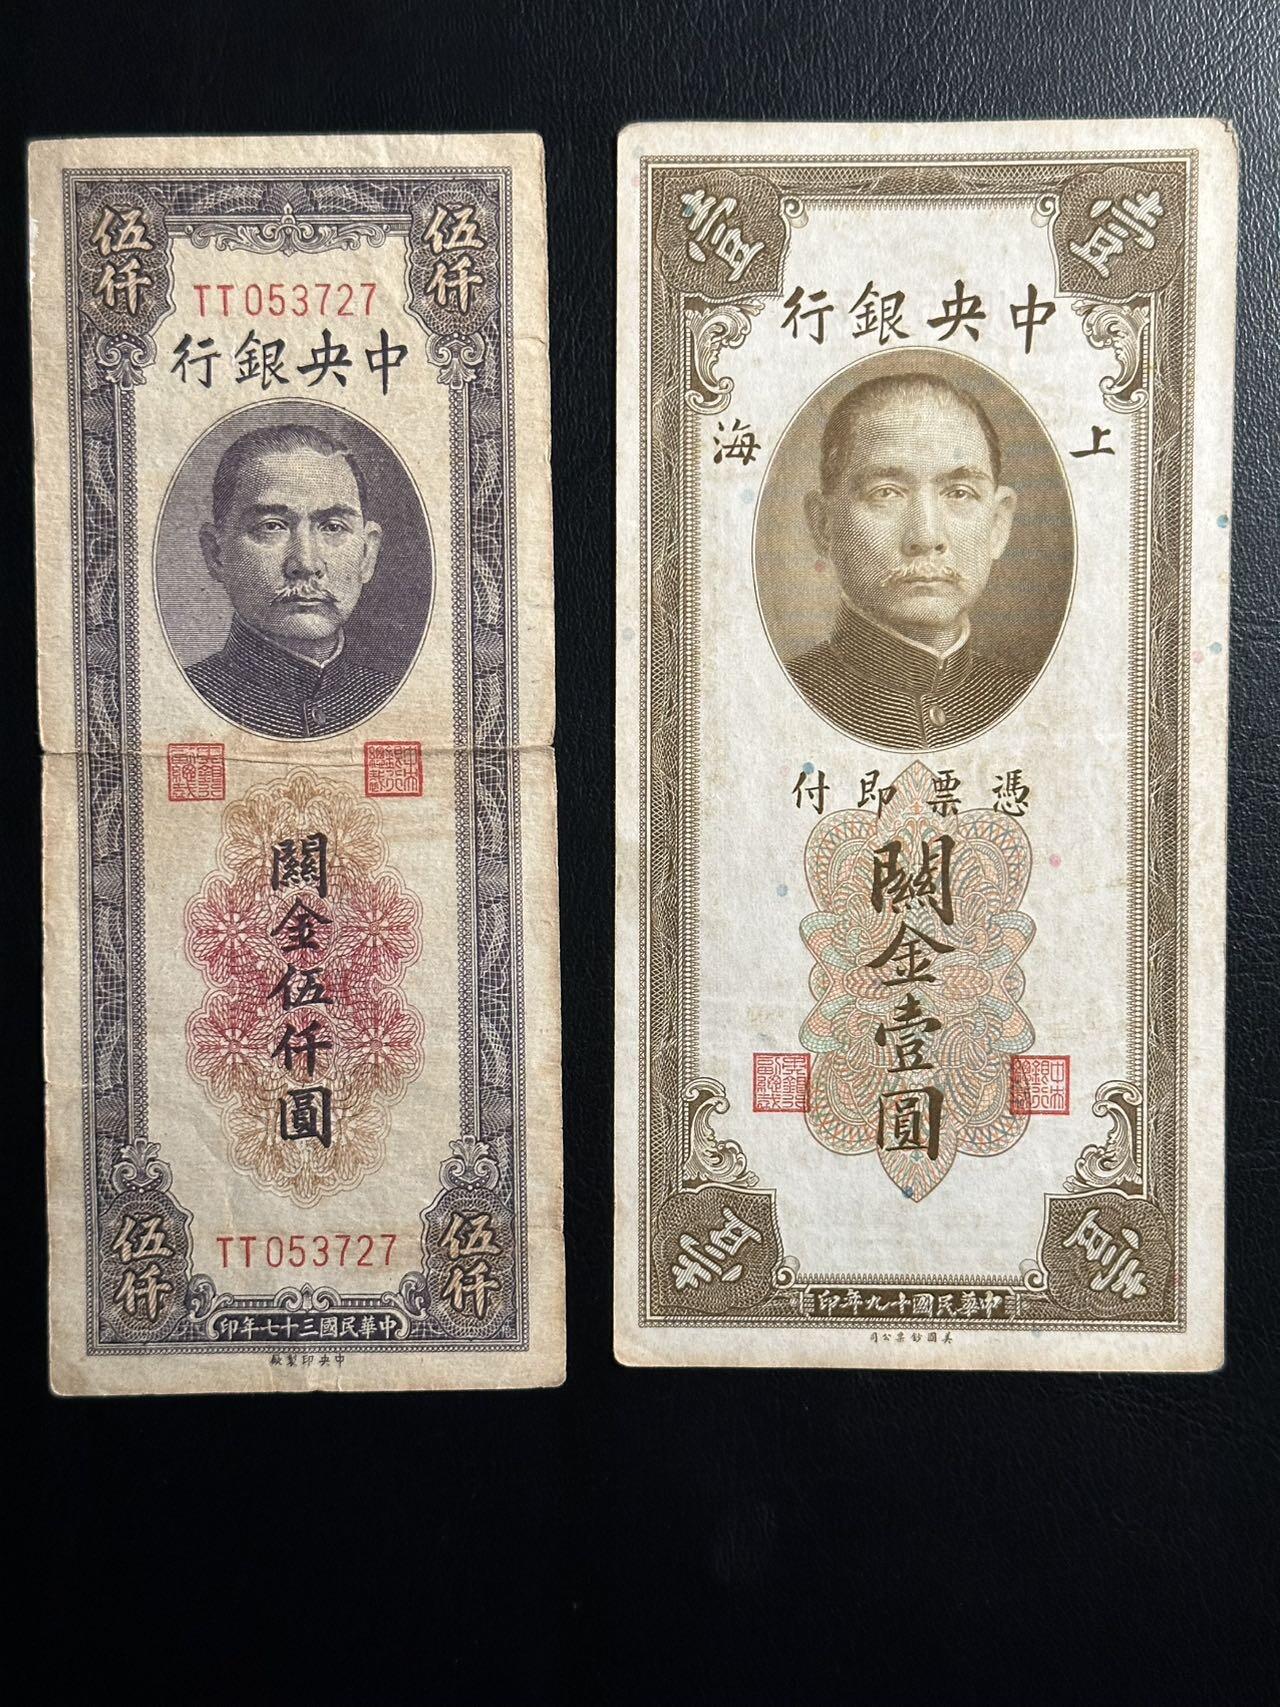 伍仟
伍仟
TT053727
中央銀行
關金伍仟圓
TT053727
伍仟
伍仟
中華民國三十七年印
中央印製廠
壹
壹
中央銀行
上海
憑票即付
關金壹圓
壹
壹
中華民國十九年印
美國鈔票公司